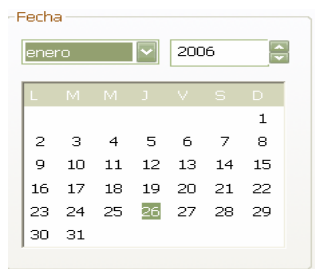 Fecha
enero 2006
L M M J V S D
1
2 3 4 5 6 7 8
9 10 11 12 13 14 15
16 17 18 19 20 21 22
23 24 25 26 27 28 29
30 31